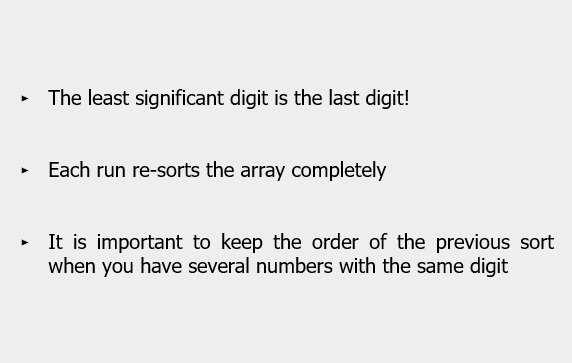 ► The least significant digit is the last digit!
► Each run re-sorts the array completely
► It is important to keep the order of the previous sort
when you have several numbers with the same digit